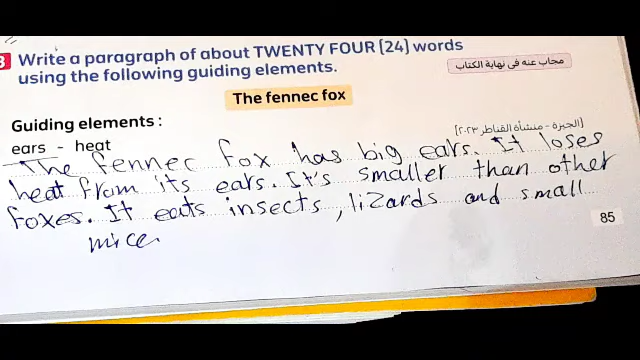 3 Write a paragraph of about TWENTY FOUR (24) words
using the following guiding elements.
مجاب عنه في نهاية الكتاب
The fennec fox
Guiding elements :
(الجيزة - منشأة القناطر ٢٠٢٣)
ears - heat
The fennec fox has big ears. It loses
heat from its ears. It's smaller than other
foxes. It eats insects, lizards and small
mice.
85